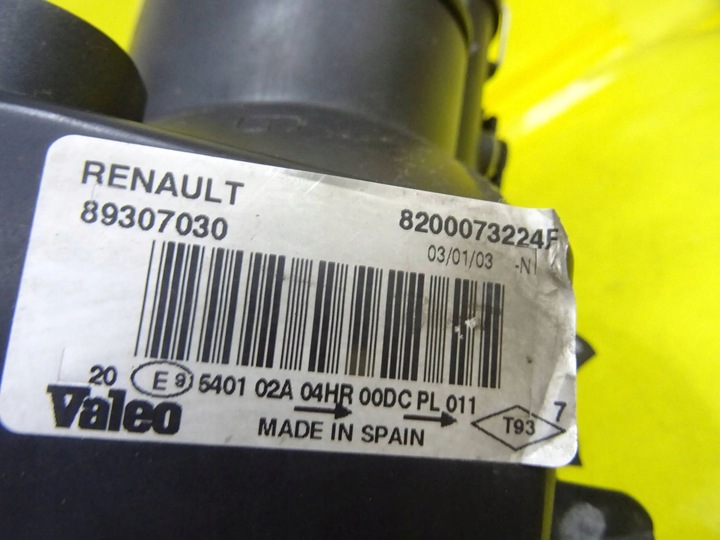 RENAULT
89307030 8200073224F
03/01/03 -N
20 E9 5401 02A 04HR 00DC PL 011
Valeo MADE IN SPAIN T93 7